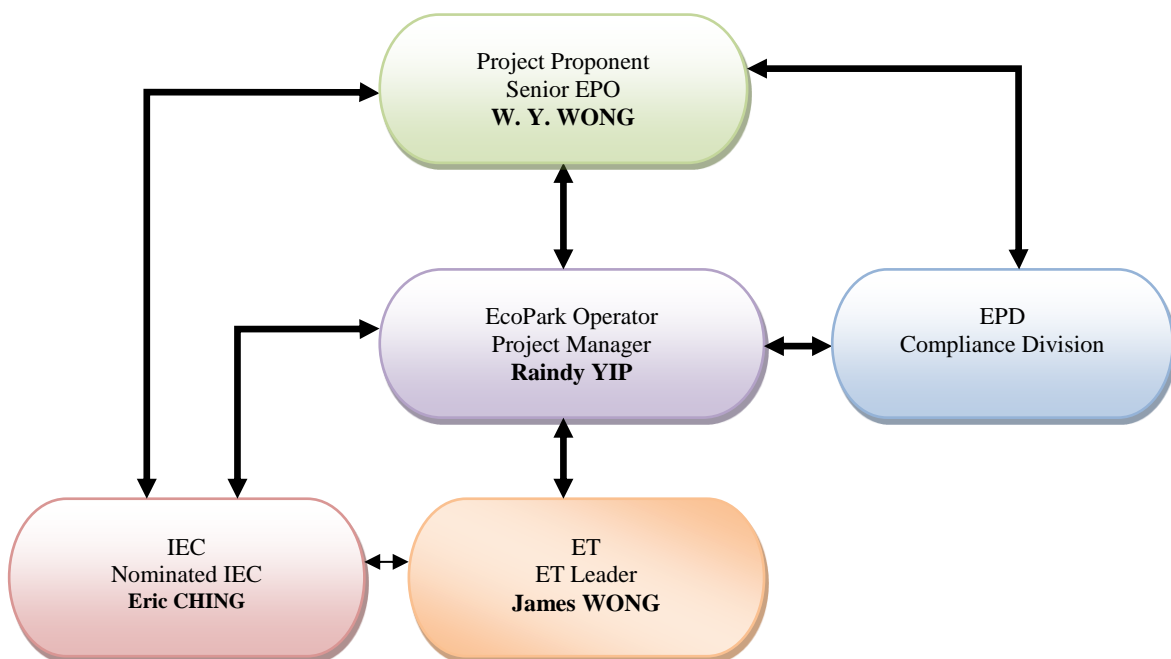 Project Proponent
Senior EPO
W. Y. WONG
EcoPark Operator
Project Manager
Raindy YIP
EPD
Compliance Division
IEC
Nominated IEC
Eric CHING
ET
ET Leader
James WONG